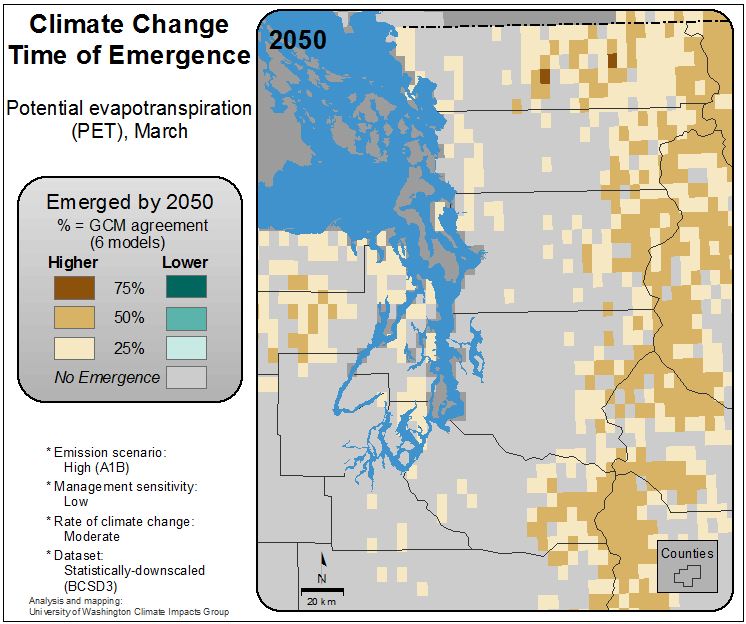 Climate Change
Time of Emergence
Potential evapotranspiration
(PET), March
Emerged by 2050
% = GCM agreement
(6 models)
Higher Lower
75%
50%
25%
No Emergence
* Emission scenario:
High (A1B)
* Management sensitivity:
Low
* Rate of climate change:
Moderate
* Dataset:
Statistically-downscaled
(BCSD3)
Analysis and mapping:
University of Washington Climate Impacts Group
2050
N
20 km
Counties